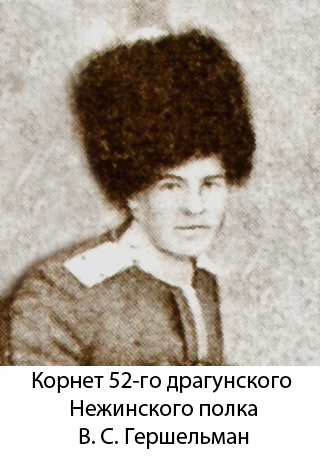 Корнет 52-го драгунского
Нежинского полка
В. С. Гершельман